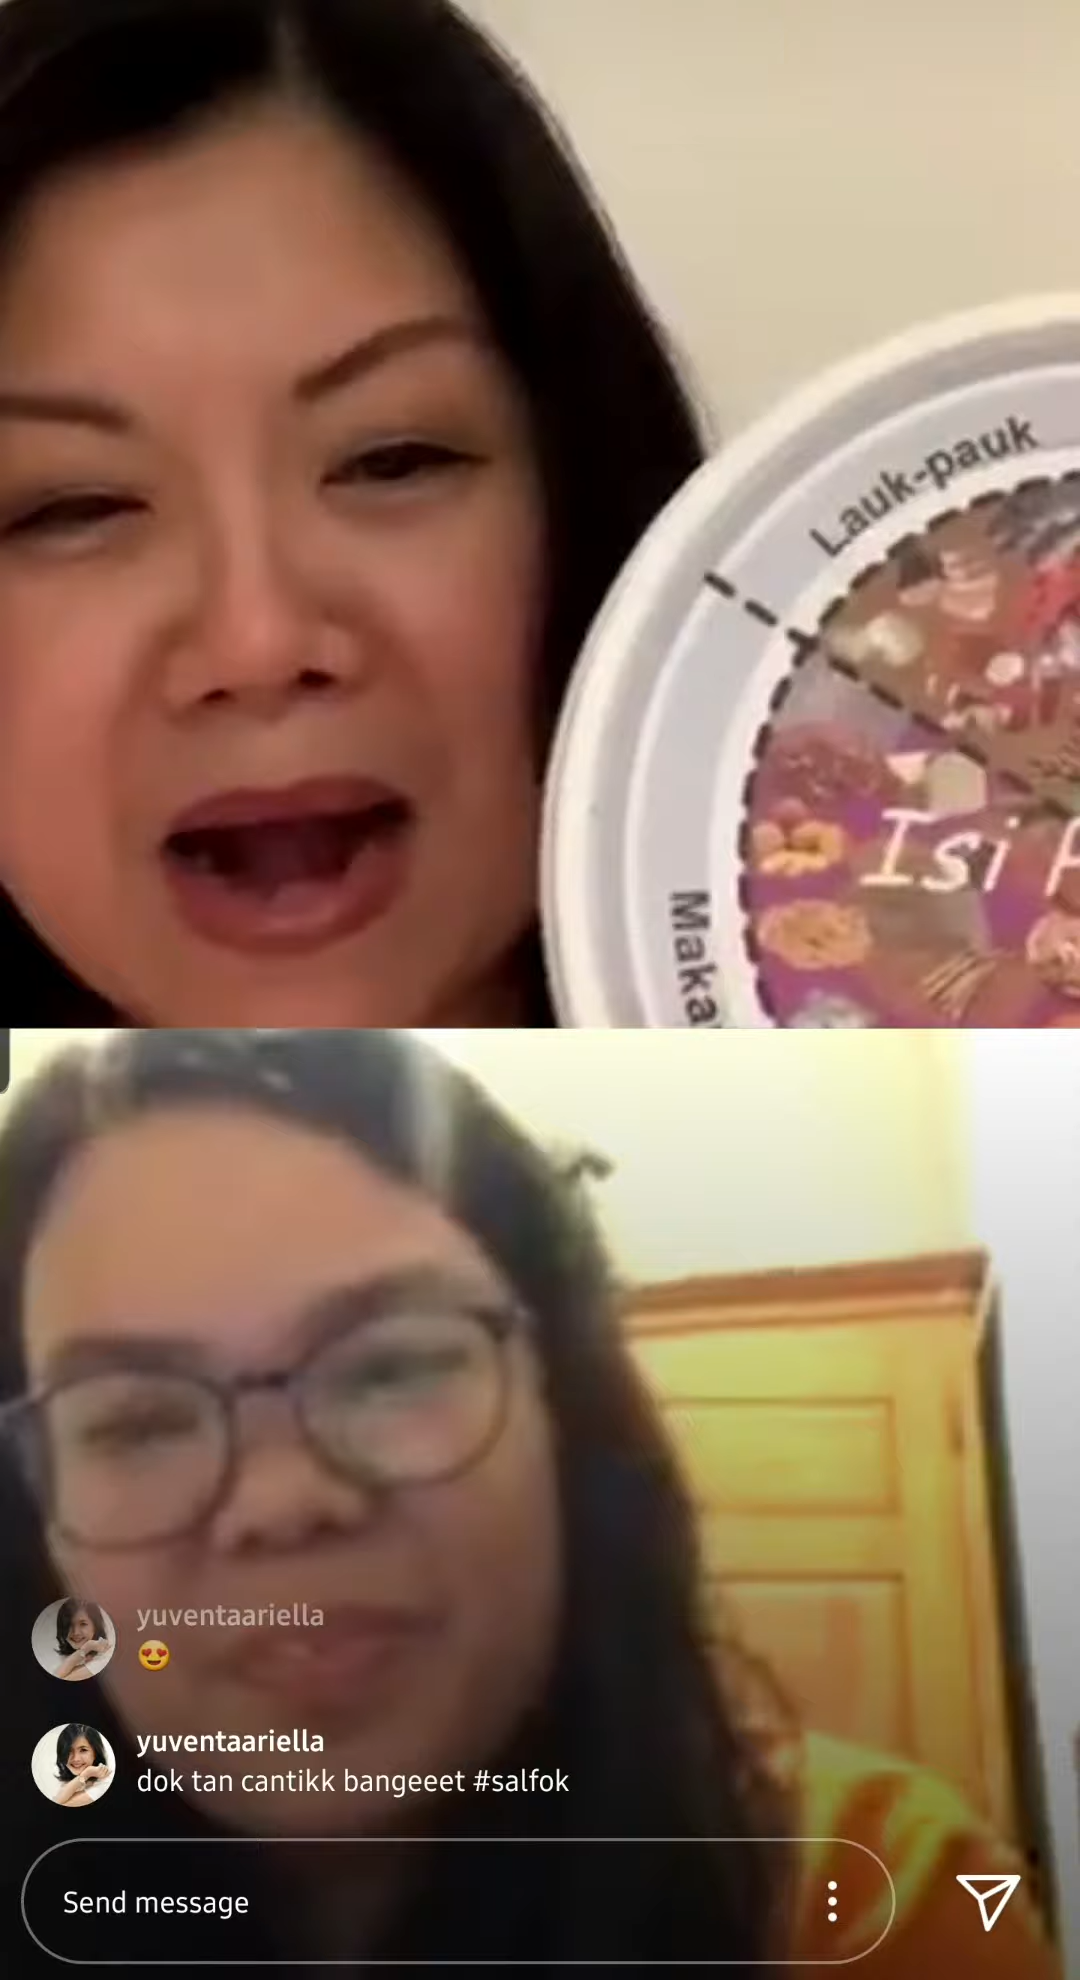 Lauk-pauk
Isi
yuventaariella
😍
yuventaariella
dok tan cantikk bangeeet #salfok
Send message